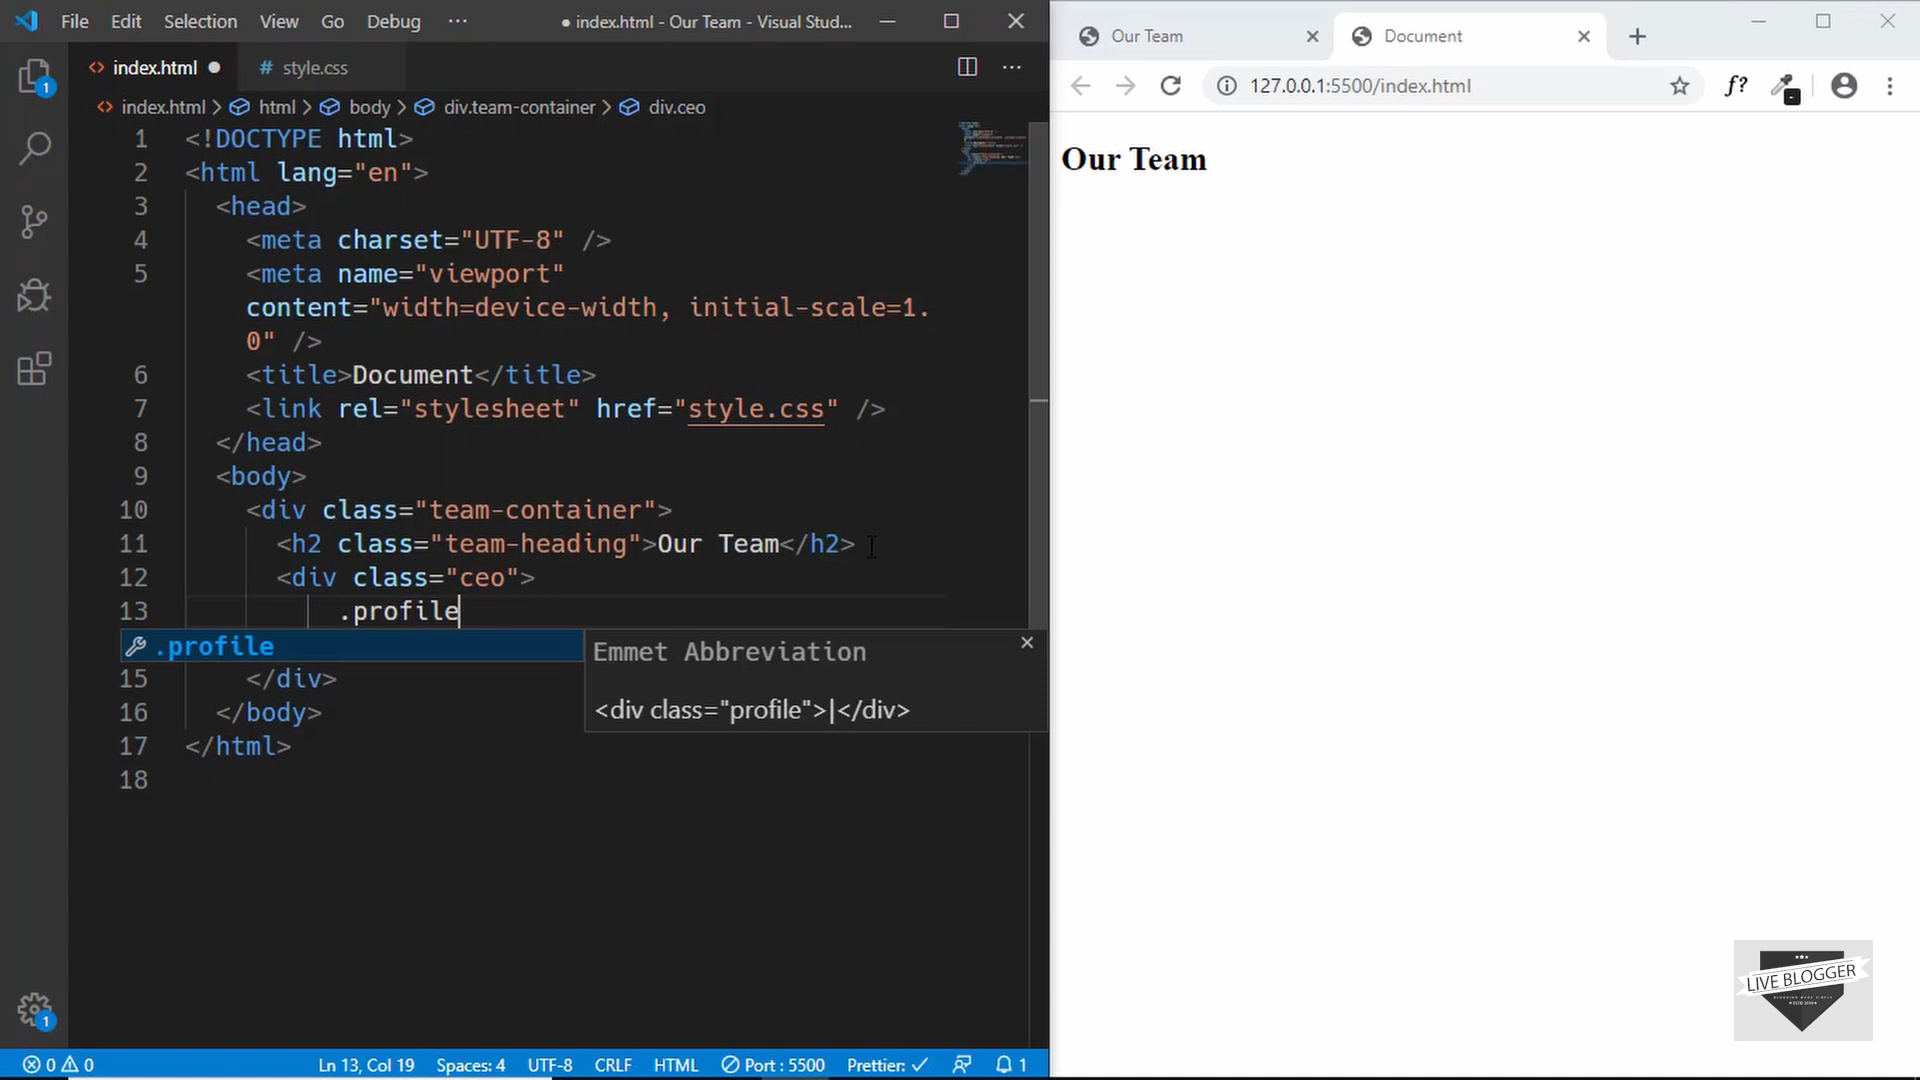 File Edit Selection View Go Debug ··· ● index.html - Our Team - Visual Stud...
index.html ● # style.css
index.html > html > body > div.team-container > div.ceo
1 <!DOCTYPE html>
2 <html lang="en">
3 <head>
4 <meta charset="UTF-8" />
5 <meta name="viewport"
content="width=device-width, initial-scale=1.
0" />
6 <title>Document</title>
7 <link rel="stylesheet" href="style.css" />
8 </head>
9 <body>
10 <div class="team-container">
11 <h2 class="team-heading">Our Team</h2>
12 <div class="ceo">
13 .profile
.profile
Emmet Abbreviation
<div class="profile">|</div>
15 </div>
16 </body>
17 </html>
18
1
1
0 0 Ln 13, Col 19 Spaces: 4 UTF-8 CRLF HTML Port : 5500 Prettier: ✓ 1
Our Team Document
127.0.0.1:5500/index.html f?
Our Team
LIVE BLOGGER